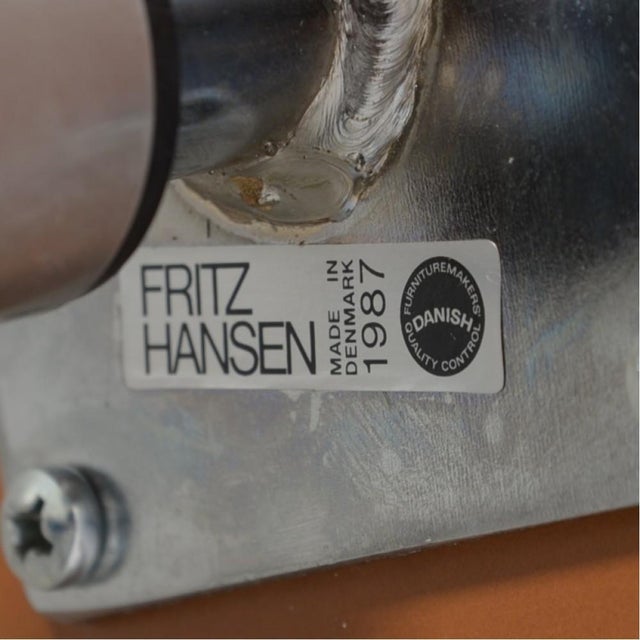 FRITZ
HANSEN
MADE IN
DENMARK
1987
FURNITUREMAKERS'
DANISH
QUALITY CONTROL